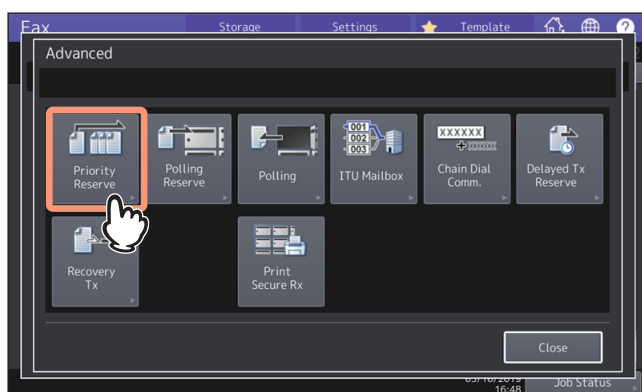 Fax
Storage
Settings
Template
?
Advanced
Priority
Reserve
Polling
Reserve
Polling
001
002
003
ITU Mailbox
XXXXXX
XXXXXX
Chain Dial
Comm.
Delayed Tx
Reserve
Recovery
Tx
Print
Secure Rx
Close
16:48
Job Status